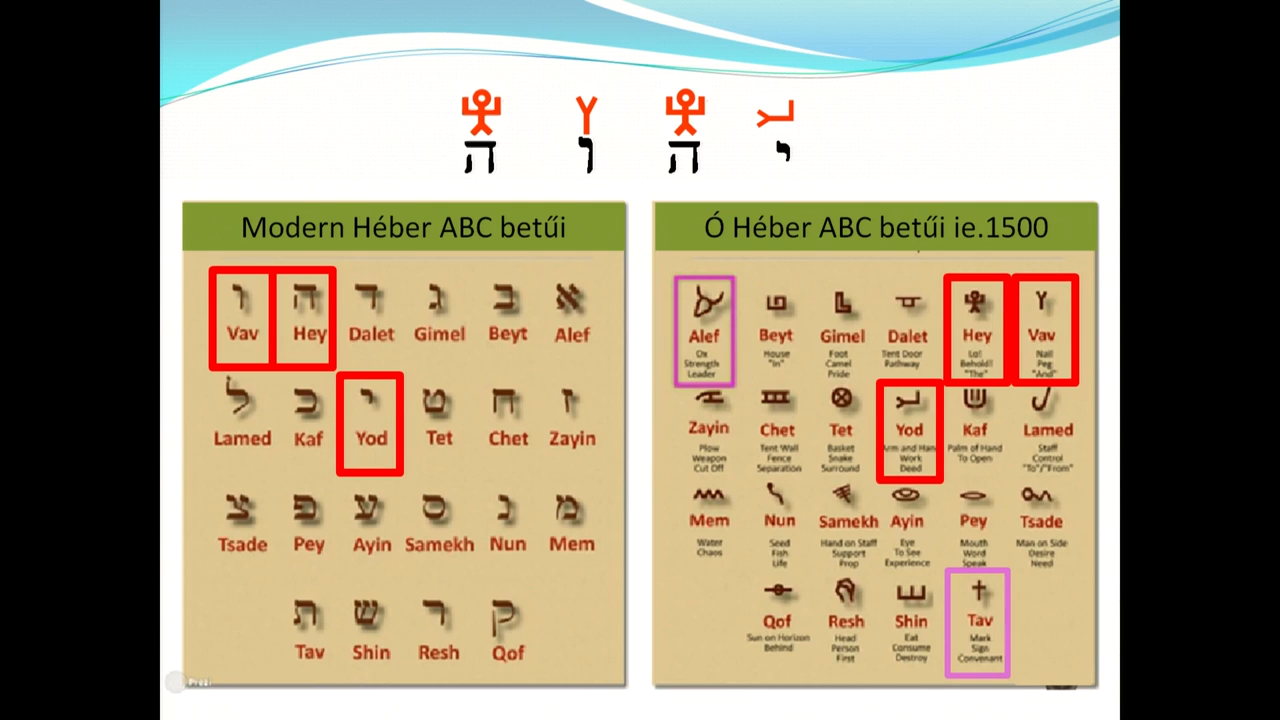 יהוה
Modern Héber ABC betűi
ו ה ד ג ב א
Vav Hey Dalet Gimel Beyt Alef
ל כ י ט ח ז
Lamed Kaf Yod Tet Chet Zayin
צ פ ע ס נ מ
Tsade Pey Ayin Samekh Nun Mem
ת ש ר ק
Tav Shin Resh Qof
Prezi
Ó Héber ABC betűi ie.1500
Alef Beyt Gimel Dalet Hey Vav
Ox House Foot Tent Door Lo! Nail
Strength "In" Camel Pathway Behold! Peg
Leader Pride "The" "And"
Zayin Chet Tet Yod Kaf Lamed
Plow Tent Wall Basket Arm and Han Palm of Hand Staff
Weapon Fence Snake Work To Open Control
Cut Off Separation Surround Deed "To"/"From"
Mem Nun Samekh Ayin Pey Tsade
Water Seed Hand on Staff Eye Mouth Man on Side
Chaos Fish Support To See Word Desire
Life Prop Experience Speak Need
Qof Resh Shin Tav
Sun on Horizon Head Eat Mark
Behind Person Consume Sign
First Destroy Convenant